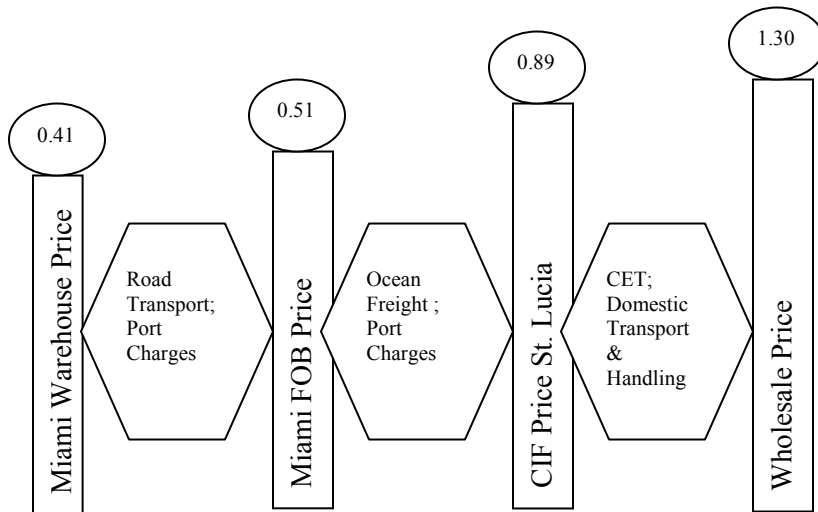 0.41
Miami Warehouse Price
Road
Transport;
Port
Charges
0.51
Miami FOB Price
Ocean
Freight ;
Port
Charges
0.89
CIF Price St. Lucia
CET;
Domestic
Transport
&
Handling
1.30
Wholesale Price